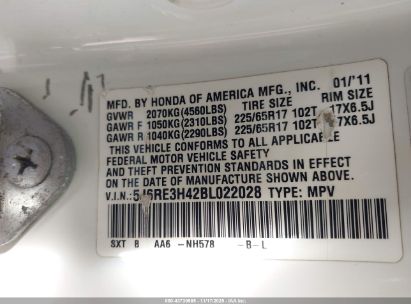 MFD. BY HONDA OF AMERICA MFG., INC. 01/'11
GVWR 2070KG(4560LBS) TIRE SIZE RIM SIZE
GAWR F 1050KG(2310LBS) 225/65R17 102T 17X6.5J
GAWR R 1040KG(2290LBS) 225/65R17 102T 17X6.5J
THIS VEHICLE CONFORMS TO ALL APPLICABLE
FEDERAL MOTOR VEHICLE SAFETY
AND THEFT PREVENTION STANDARDS IN EFFECT
ON THE DATE OF MANUFACTURE SHOWN ABOVE.
V.I.N.: 5J6RE3H42BL022028 TYPE: MPV
SXT B AA6 -NH578 -B-L